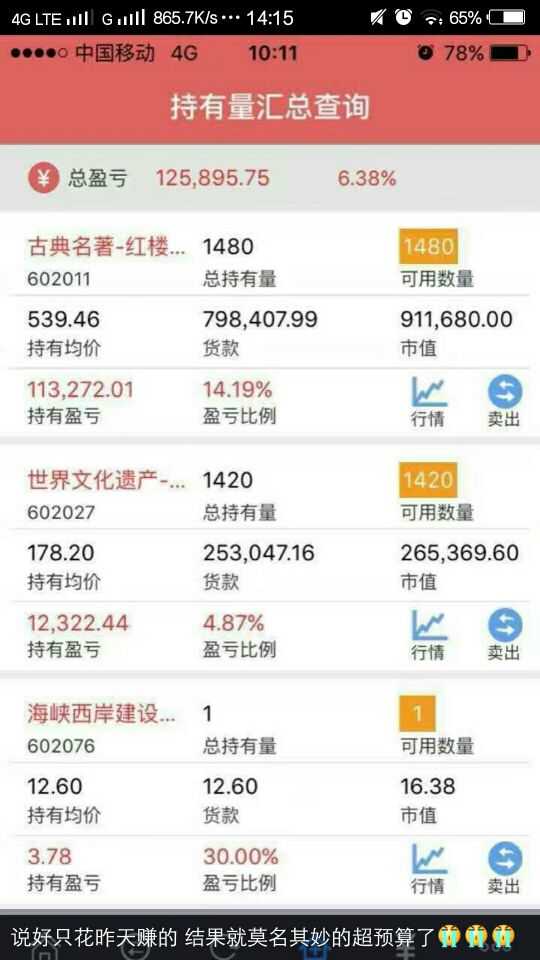 4G LTE G 865.7K/s 14:15 65%
中国移动 4G 10:11 78%
持有量汇总查询
¥ 总盈亏 125,895.75 6.38%
古典名著-红楼... 1480 1480
602011 总持有量 可用数量
539.46 798,407.99 911,680.00
持有均价 货款 市值
113,272.01 14.19%
持有盈亏 盈亏比例 行情 卖出
世界文化遗产-... 1420 1420
602027 总持有量 可用数量
178.20 253,047.16 265,369.60
持有均价 货款 市值
12,322.44 4.87%
持有盈亏 盈亏比例 行情 卖出
海峡西岸建设... 1 1
602076 总持有量 可用数量
12.60 12.60 16.38
持有均价 货款 市值
3.78 30.00%
持有盈亏 盈亏比例 行情 卖出
说好只花昨天赚的 结果就莫名其妙的超预算了😭😭😭